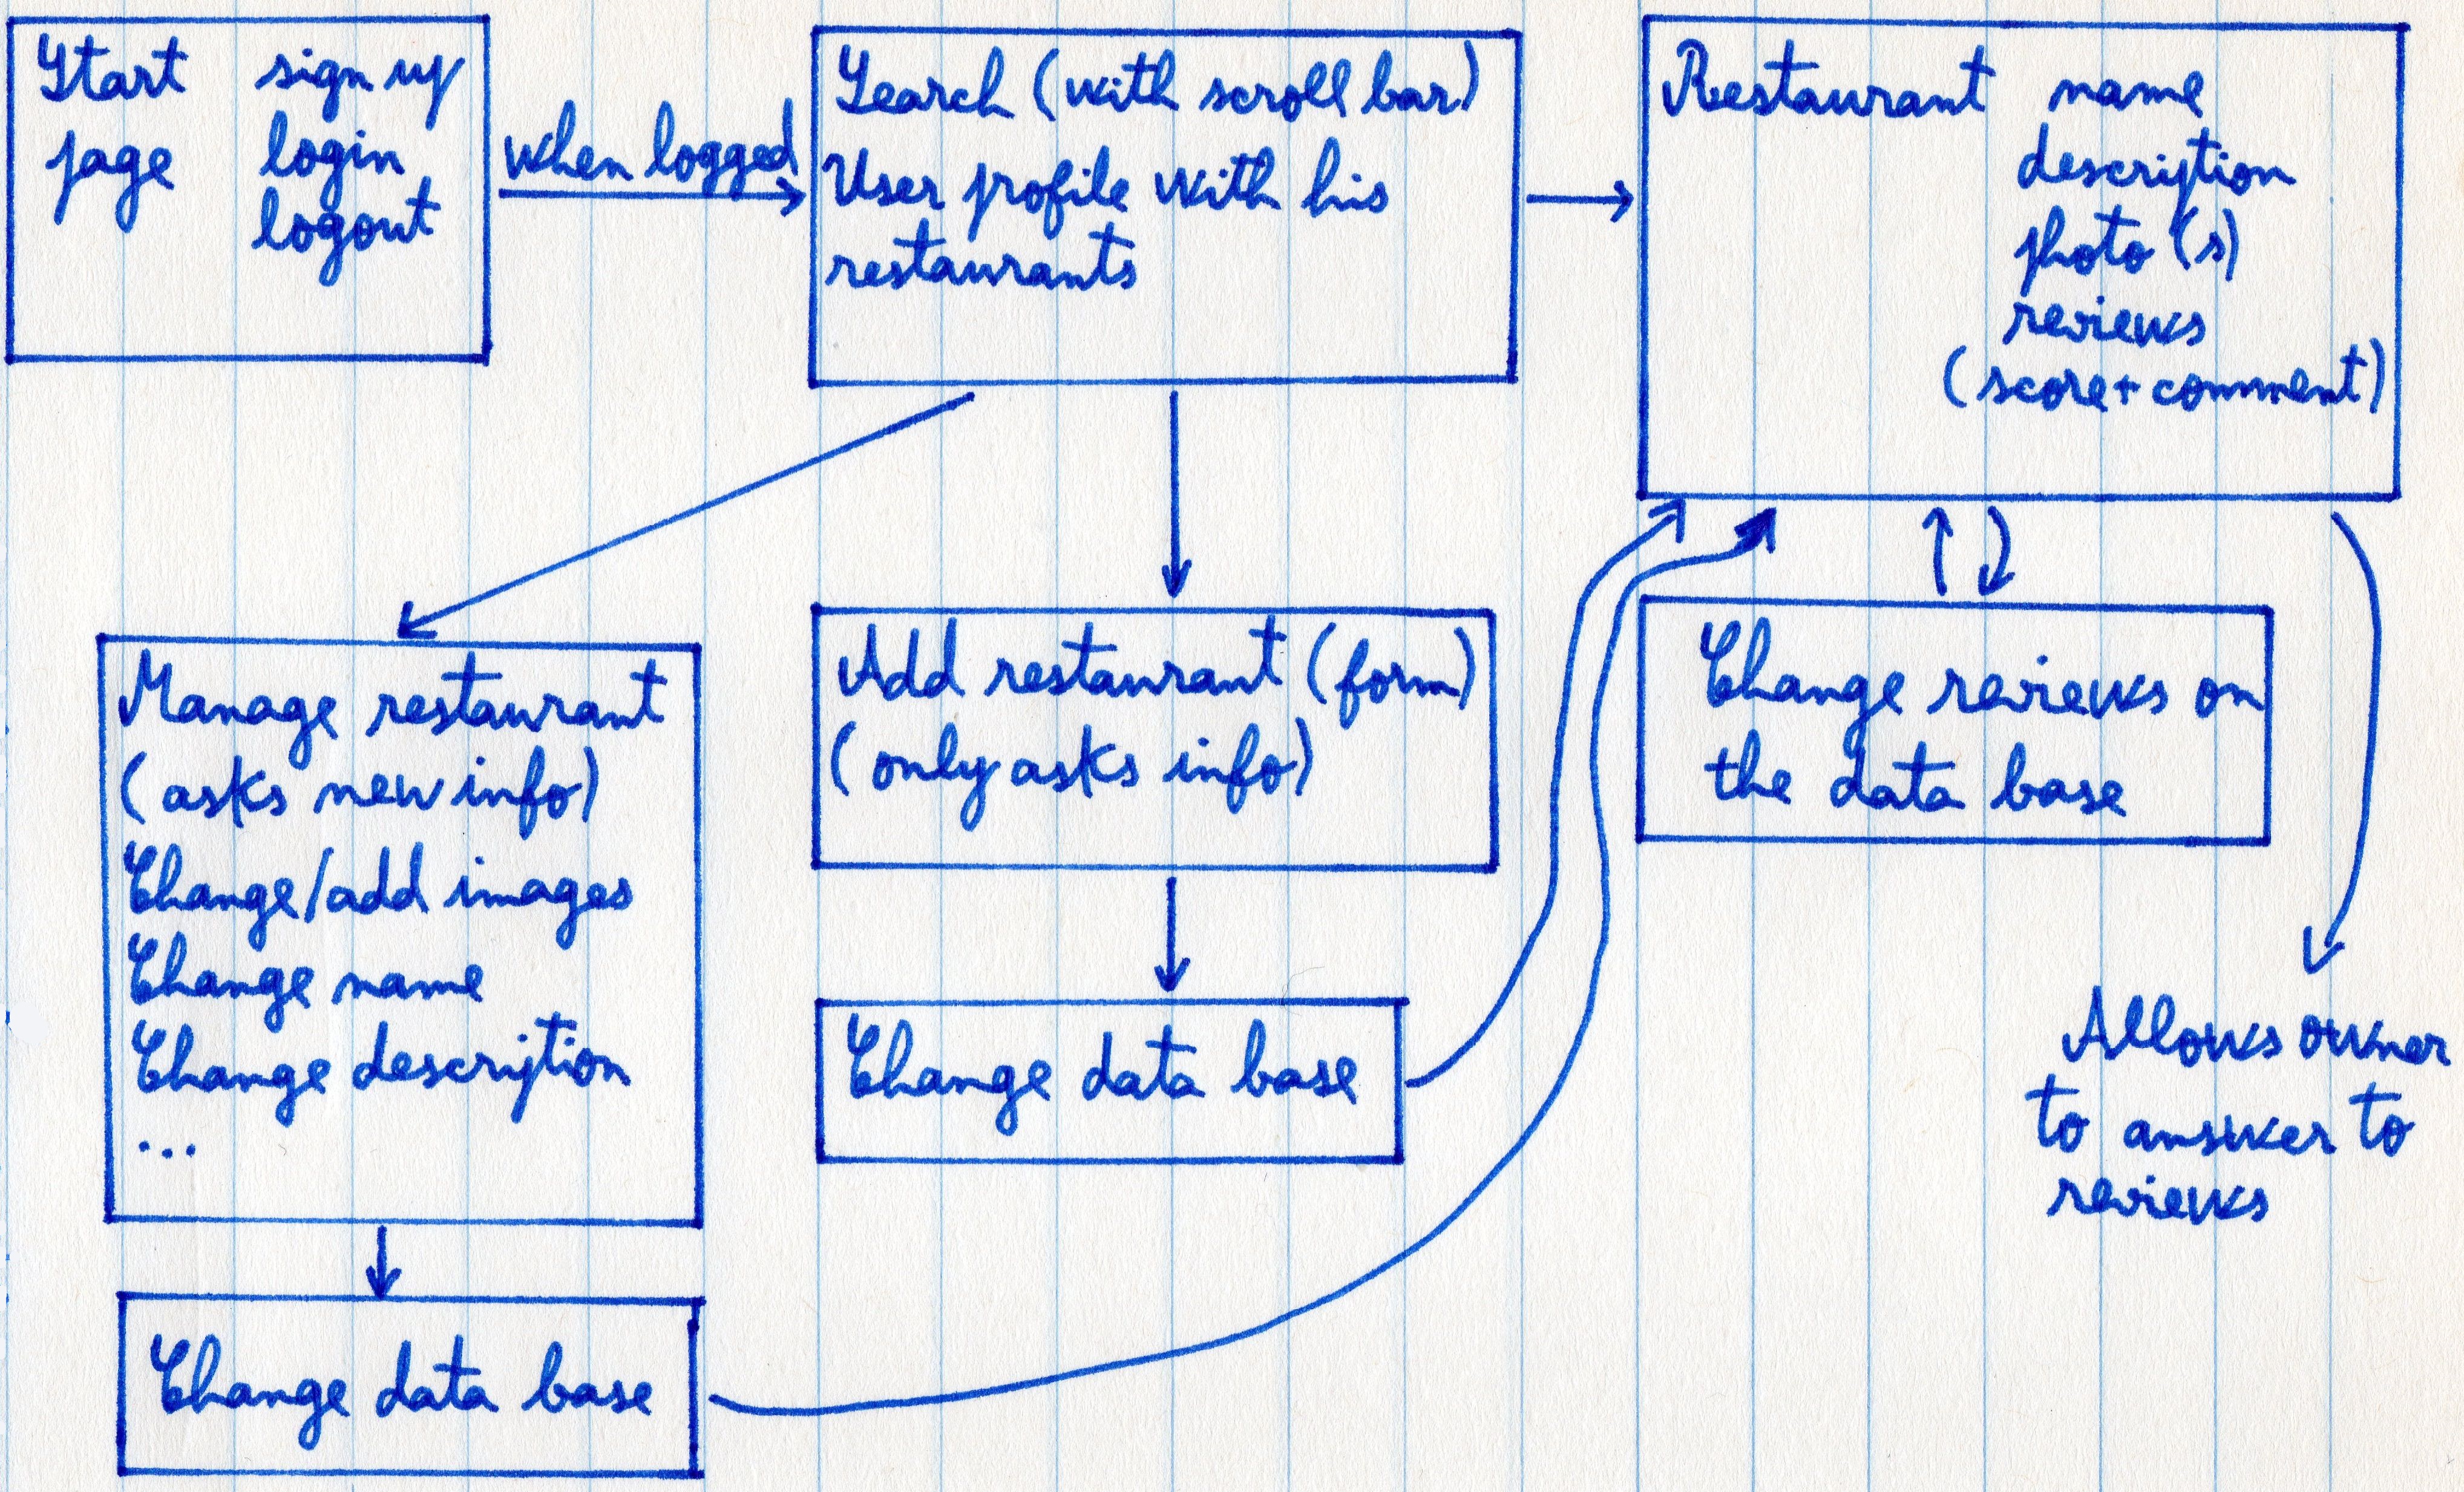 Start sign up
page login
logout
when logged
Search (with scroll bar)
User profile with his
restaurants
Restaurant name
description
photo (s)
reviews
(score + comment)
Manage restaurant
(asks new info)
Change/add images
Change name
Change description
...
Change data base
Add restaurant (form)
(only asks info)
Change data base
Change reviews on
the data base
Allows owner
to answer to
reviews